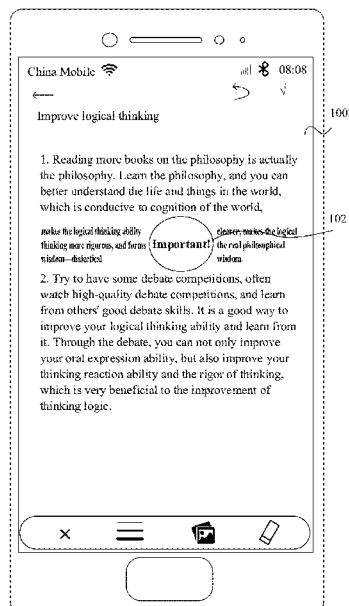 China Mobile 08:08
Improve logical thinking
100
1. Reading more books on the philosophy is actually
the philosophy. Learn the philosophy, and you can
better understand the life and things in the world,
which is conducive to cognition of the world,
102
makes the logical thinking ability clearer, makes the logical
thinking more rigorous, and forms Important! the real philosophical
wisdom—dialectical wisdom
2. Try to have some debate competitions, often
watch high-quality debate competitions, and learn
from others' good debate skills. It is a good way to
improve your logical thinking ability and learn from
it. Through the debate, you can not only improve
your oral expression ability, but also improve your
thinking reaction ability and the rigor of thinking,
which is very beneficial to the improvement of
thinking logic.